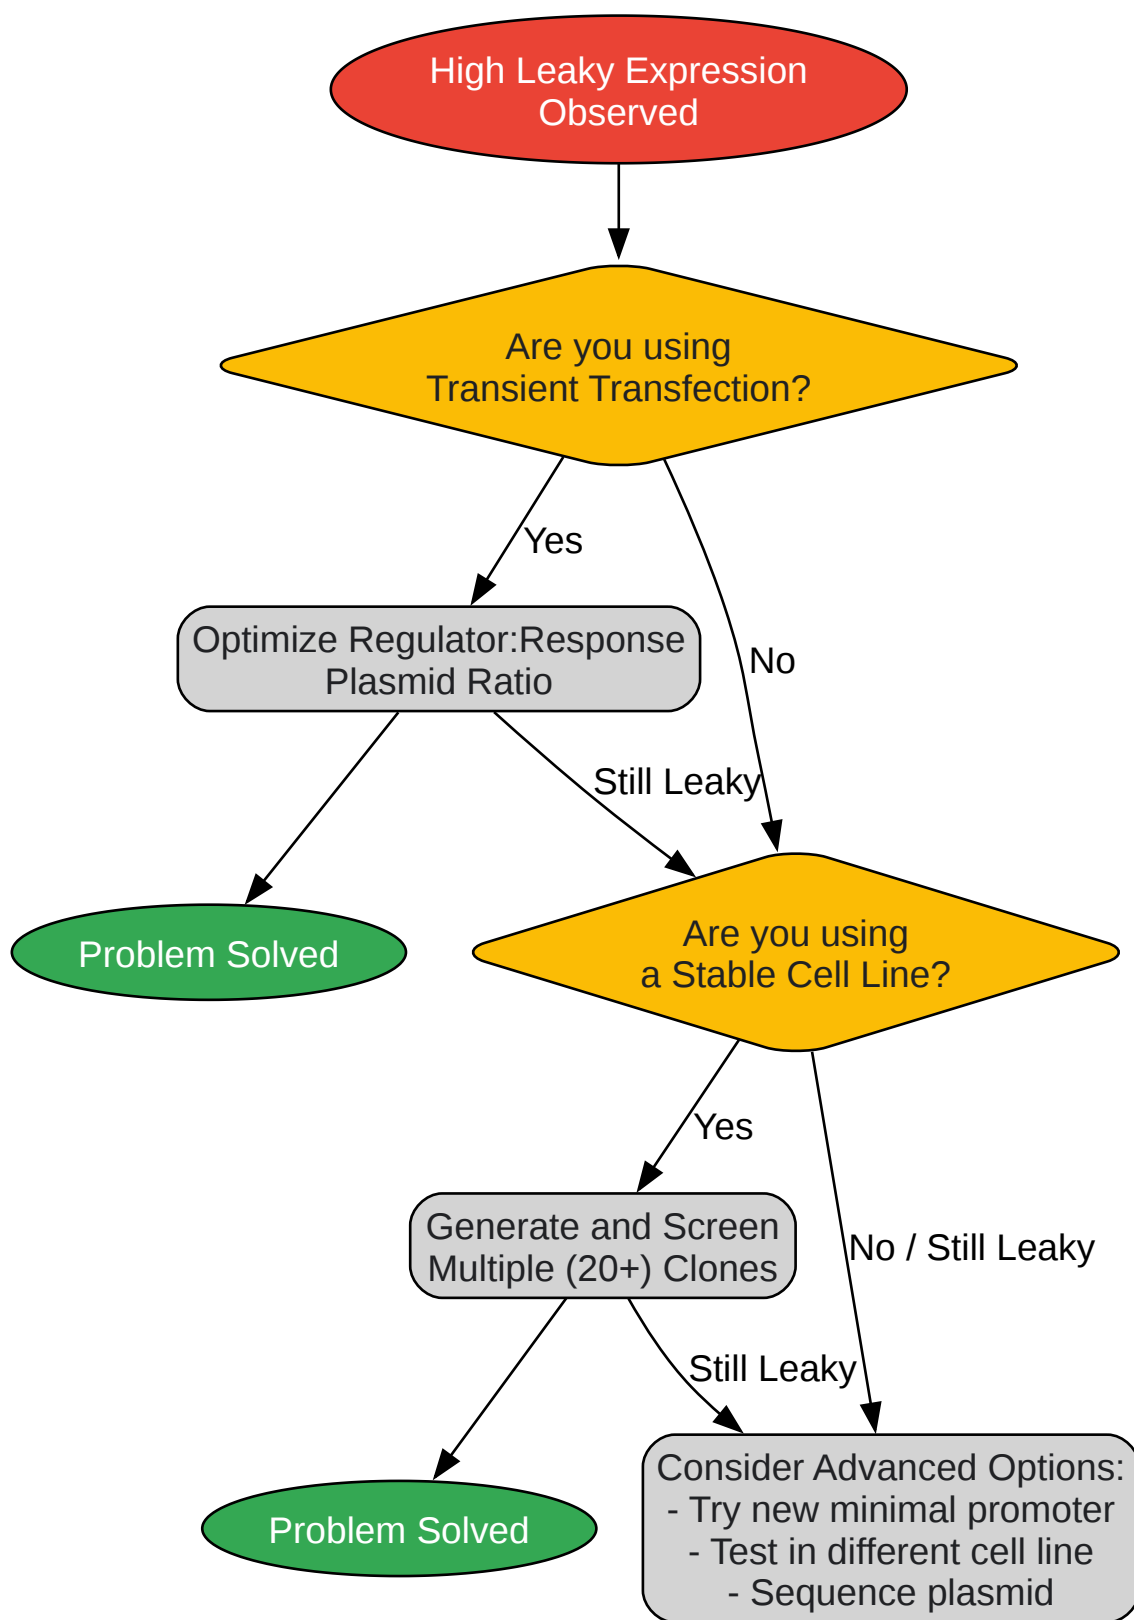 High Leaky Expression
Observed
Are you using
Transient Transfection?
Yes
No
Optimize Regulator:Response
Plasmid Ratio
Still Leaky
Problem Solved
Are you using
a Stable Cell Line?
Yes
No / Still Leaky
Generate and Screen
Multiple (20+) Clones
Still Leaky
Problem Solved
Consider Advanced Options:
- Try new minimal promoter
- Test in different cell line
- Sequence plasmid